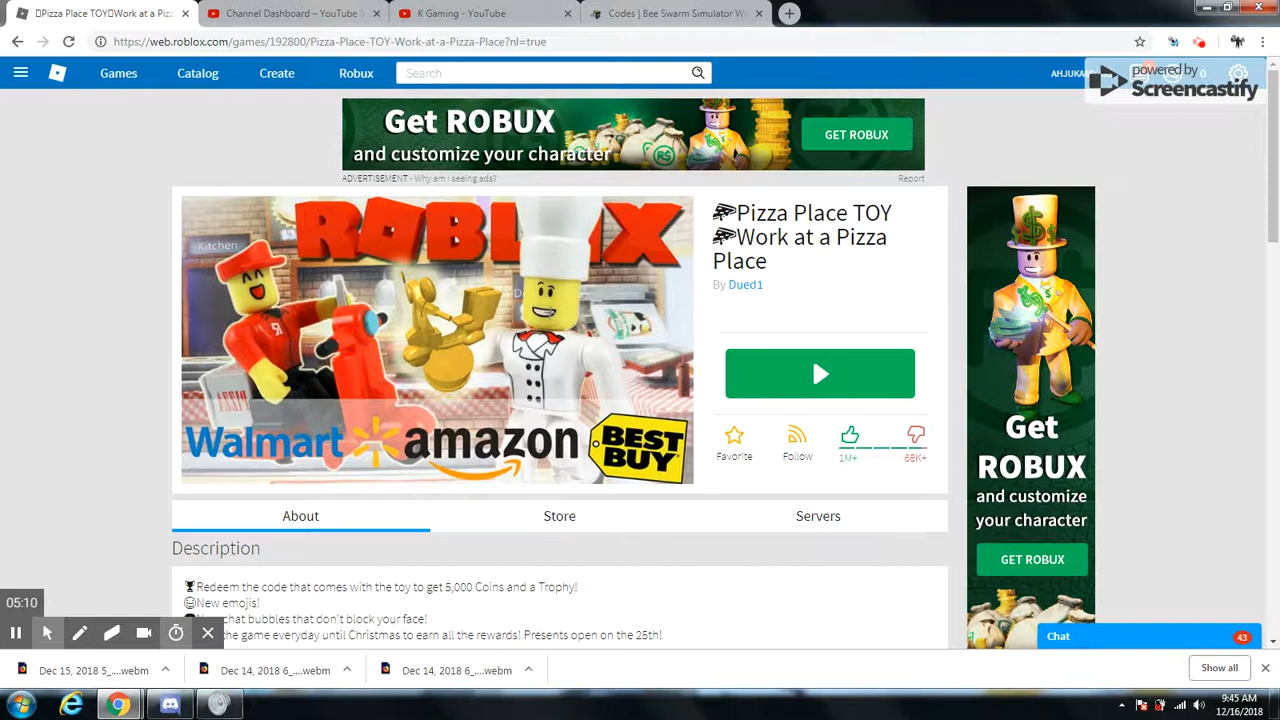 Pizza Place TOY Work at a Piz
Channel Dashboard – YouTube S
K Gaming - YouTube
Codes | Bee Swarm Simulator Wi
https://web.roblox.com/games/192800/Pizza-Place-TOY-Work-at-a-Pizza-Place?nl=true
Games
Catalog
Create
Robux
Search
0
powered by
Screencastify
Get ROBUX
and customize your character
GET ROBUX
ADVERTISEMENT - Why am I seeing ads?
Report
ROBLOX
Kitchen
Walmart
amazon
BEST
BUY
Pizza Place TOY
Work at a Pizza
Place
By Dued1
Favorite
Follow
1M+
68K+
Get
ROBUX
and customize
your character
GET ROBUX
About
Store
Servers
Description
Redeem the code that comes with the toy to get 5,000 Coins and a Trophy!
New emojis!
chat bubbles that don't block your face!
the game everyday until Christmas to earn all the rewards! Presents open on the 25th!
05:10
Chat
43
Dec 15, 2018 5_....webm
Dec 14, 2018 6_....webm
Dec 14, 2018 6_....webm
Show all
9:45 AM
12/16/2018